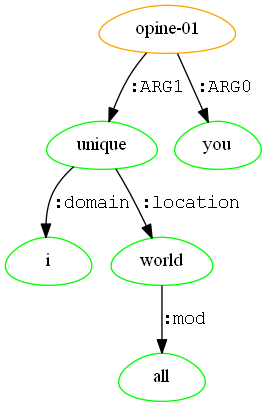 opine-01
:ARG1 :ARG0
unique you
:domain :location
i world
:mod
all